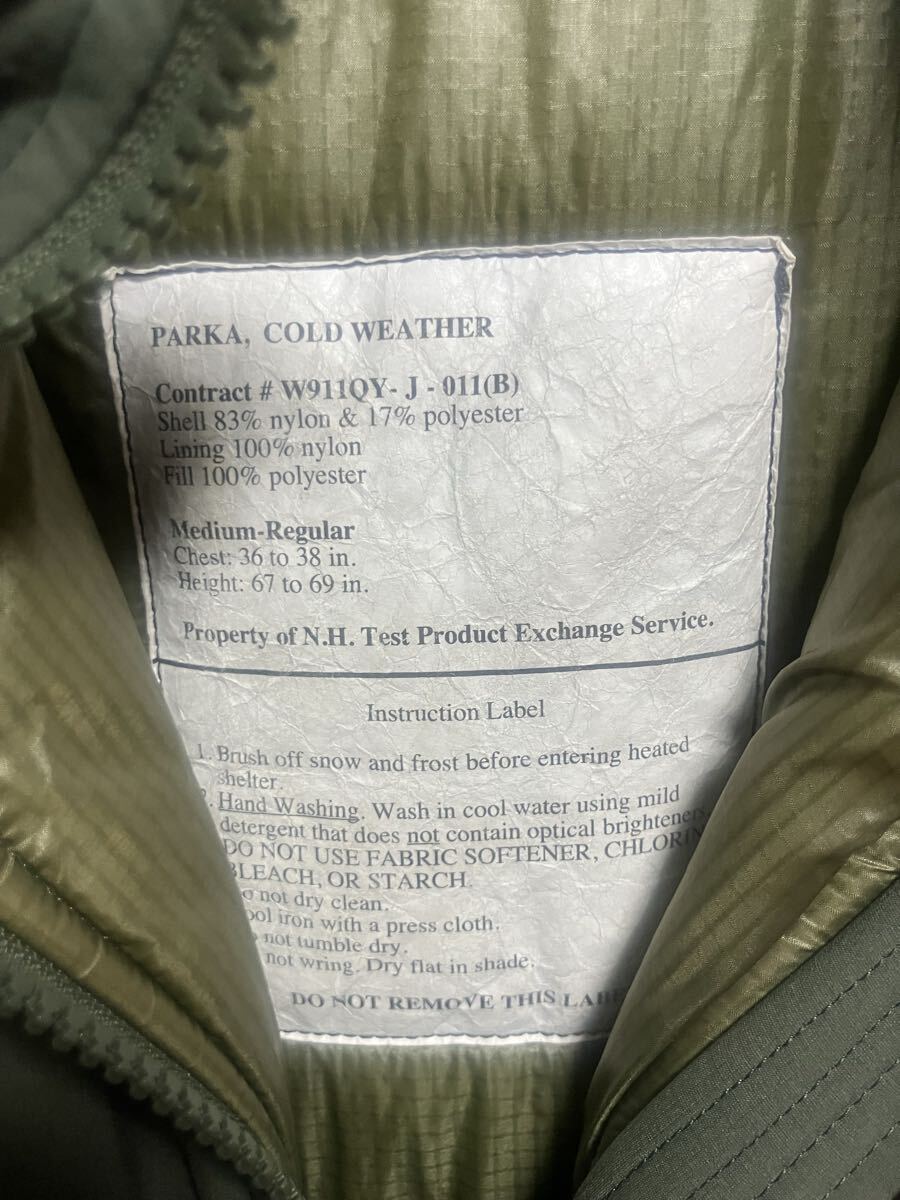 PARKA, COLD WEATHER
Contract # W911QY- J - 011(B)
Shell 83% nylon & 17% polyester
Lining 100% nylon
Fill 100% polyester
Medium-Regular
Chest: 36 to 38 in.
Height: 67 to 69 in.
Property of N.H. Test Product Exchange Service.
Instruction Label
1. Brush off snow and frost before entering heated
shelter.
Hand Washing. Wash in cool water using mild
detergent that does not contain optical
DO NOT USE FABRIC SOFTENER,
BLEACH, OR STARCH.
not dry clean.
iron with a press cloth.
not tumble dry.
not wring. Dry flat in shade.
DO NOT REMOVE THIS